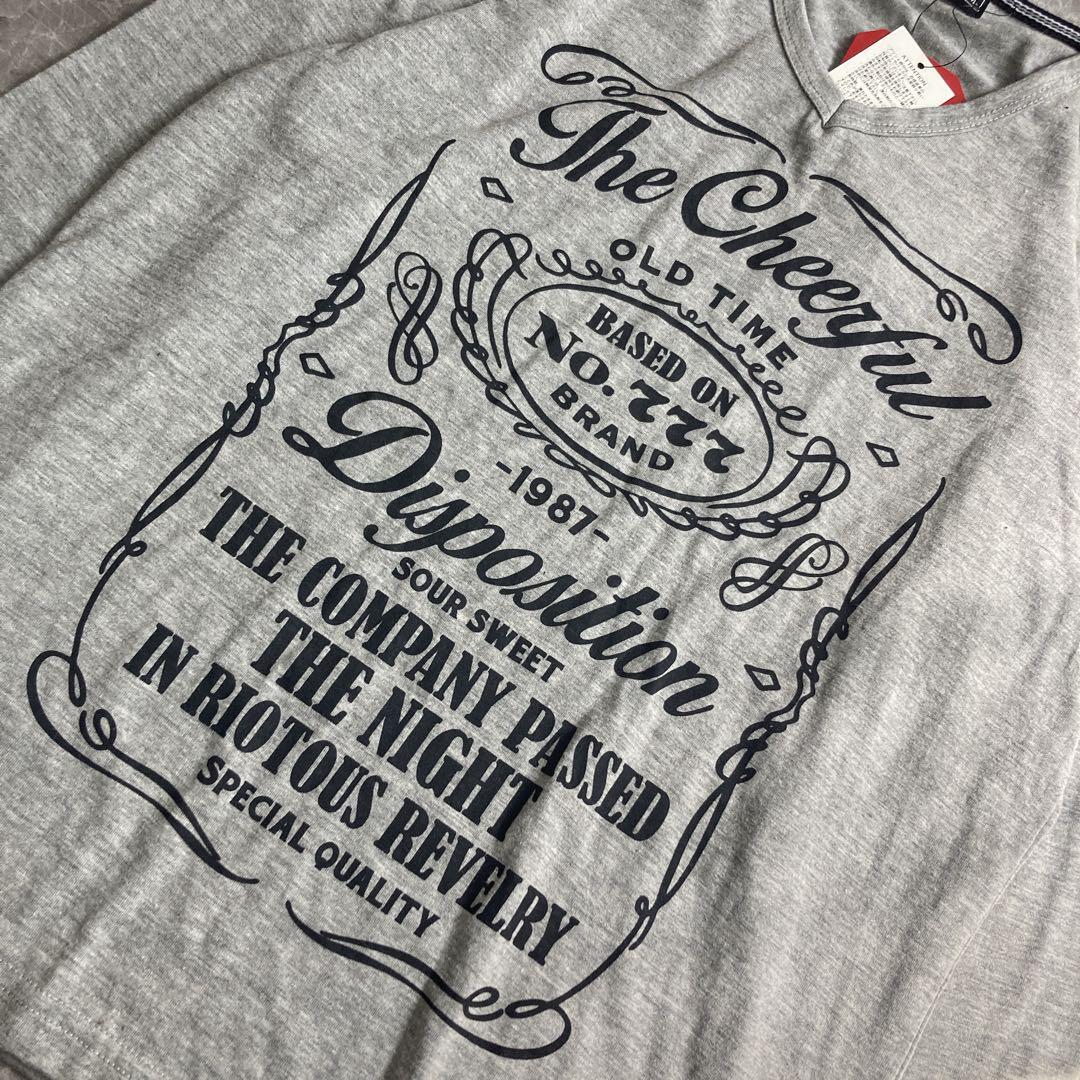 The Cheerful
OLD TIME
BASED ON
NO. 777
BRAND
-1987-
Disposition
SOUR SWEET
THE COMPANY PASSED
THE NIGHT
IN RIOTOUS REVELRY
SPECIAL QUALITY
ATTENTION